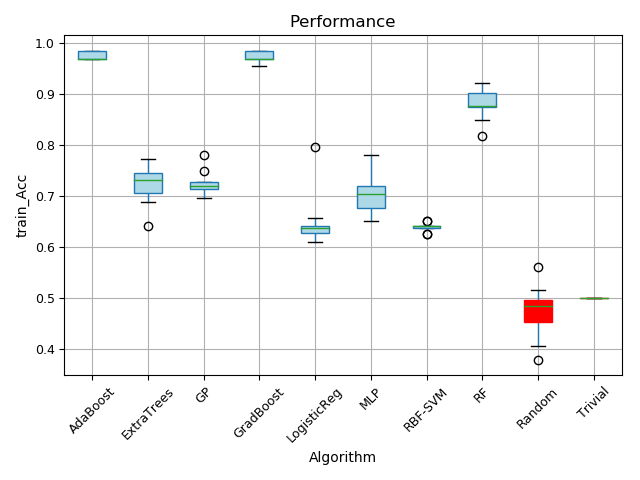 Performance
1.0
0.9
0.8
0.7
0.6
0.5
0.4
train_Acc
AdaBoost
ExtraTrees
GP
GradBoost
LogisticReg
MLP
RBF-SVM
RF
Random
Trivial
Algorithm